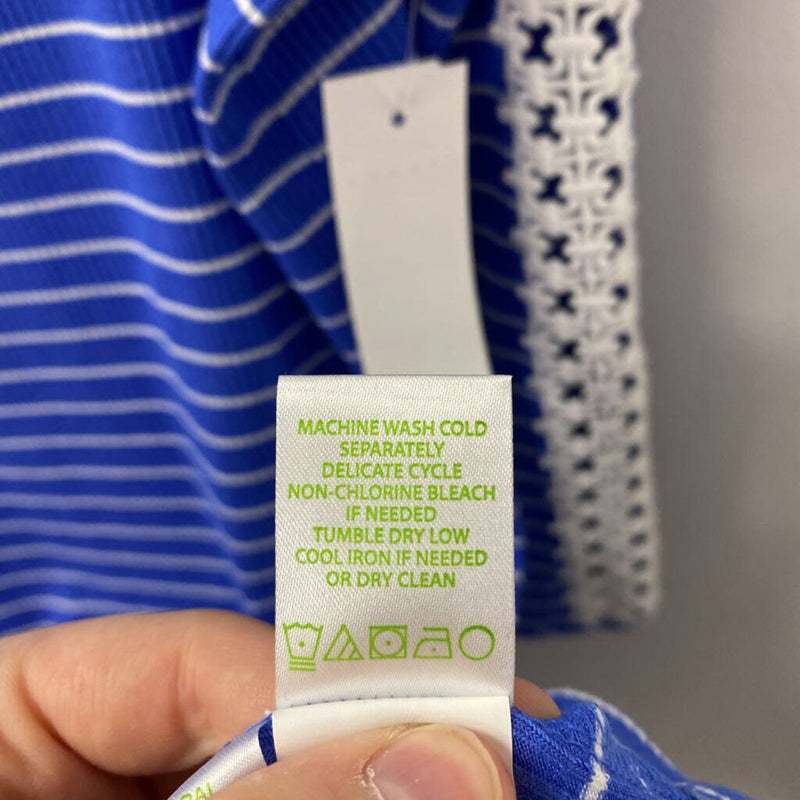 MACHINE WASH COLD
SEPARATELY
DELICATE CYCLE
NON-CHLORINE BLEACH
IF NEEDED
TUMBLE DRY LOW
COOL IRON IF NEEDED
OR DRY CLEAN